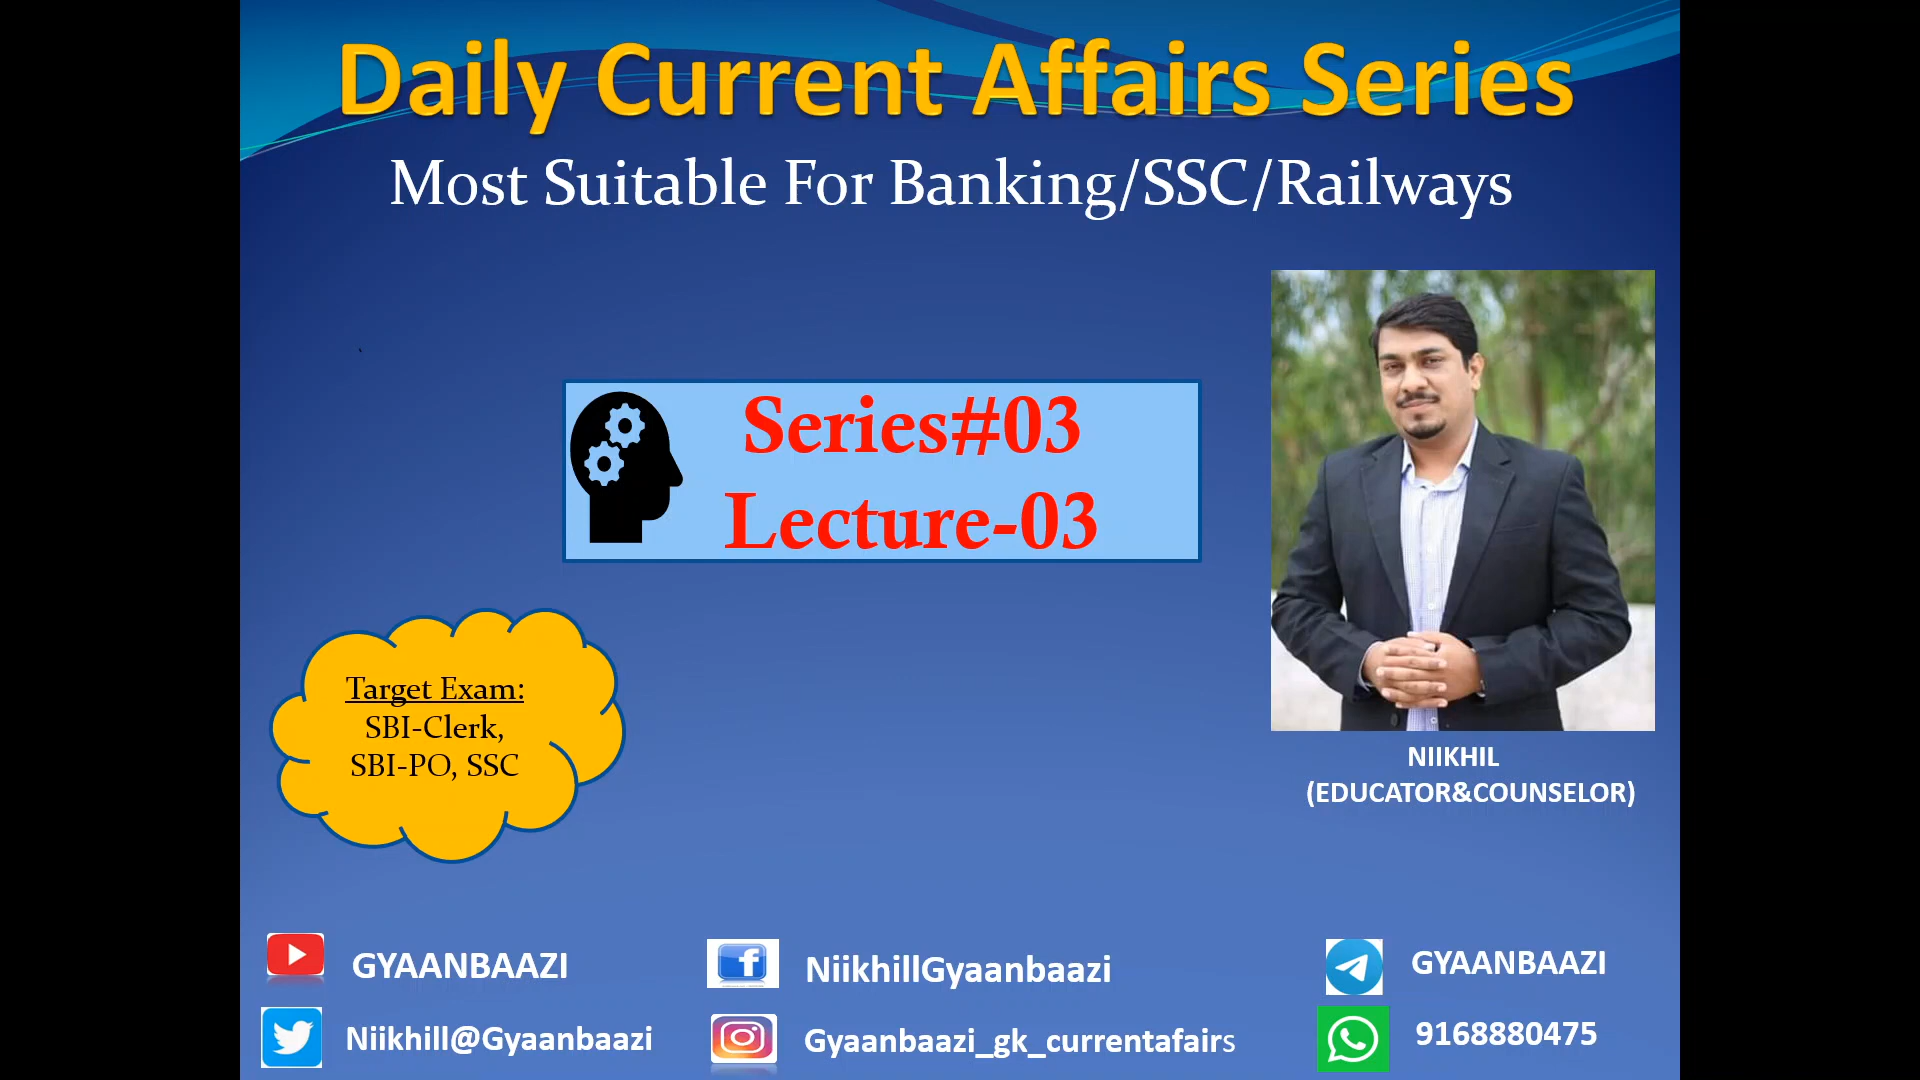 Daily Current Affairs Series
Most Suitable For Banking/SSC/Railways
Series#03
Lecture-03
Target Exam:
SBI-Clerk,
SBI-PO, SSC
NIIKHIL
(EDUCATOR&COUNSELOR)
GYAANBAAZI
NiikhillGyaanbaazi
GYAANBAAZI
Niikhill@Gyaanbaazi
Gyaanbaazi_gk_currentafairs
9168880475